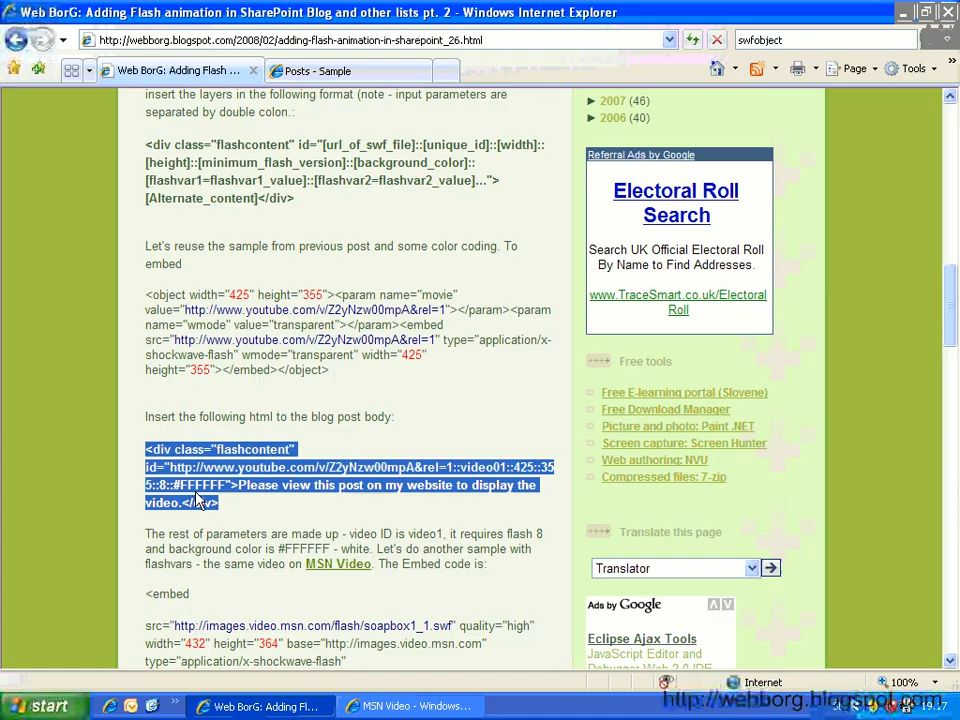 Web BorG: Adding Flash animation in SharePoint Blog and other lists pt. 2 - Windows Internet Explorer
http://webborg.blogspot.com/2008/02/adding-flash-animation-in-sharepoint_26.html
swfobject
Web BorG: Adding Flash ...
Posts - Sample
Page
Tools
insert the layers in the following format (note - input parameters are
separated by double colon.:
<div class="flashcontent" id="[url_of_swf_file]::[unique_id]::[width]::
[height]::[minimum_flash_version]::[background_color]::
[flashvar1=flashvar1_value]::[flashvar2=flashvar2_value]...">
[Alternate_content]</div>
Let's reuse the sample from previous post and some color coding. To
embed
<object width="425" height="355"><param name="movie"
value="http://www.youtube.com/v/Z2yNzw00mpA&rel=1"></param><param
name="wmode" value="transparent"></param><embed
src="http://www.youtube.com/v/Z2yNzw00mpA&rel=1" type="application/x-
shockwave-flash" wmode="transparent" width="425"
height="355"></embed></object>
Insert the following html to the blog post body:
<div class="flashcontent"
id="http://www.youtube.com/v/Z2yNzw00mpA&rel=1::video01::425::35
5::8::#FFFFFF">Please view this post on my website to display the
video.</div>
The rest of parameters are made up - video ID is video1, it requires flash 8
and background color is #FFFFFF - white. Let's do another sample with
flashvars - the same video on MSN Video. The Embed code is:
<embed
src="http://images.video.msn.com/flash/soapbox1_1.swf" quality="high"
width="432" height="364" base="http://images.video.msn.com"
type="application/x-shockwave-flash"
► 2007 (46)
► 2006 (40)
Referral Ads by Google
Electoral Roll
Search
Search UK Official Electoral Roll
By Name to Find Addresses.
www.TraceSmart.co.uk/Electoral
Roll
Free tools
Free E-learning portal (Slovene)
Free Download Manager
Picture and photo: Paint .NET
Screen capture: Screen Hunter
Web authoring: NVU
Compressed files: 7-zip
Translate this page
Translator
Ads by Google
Eclipse Ajax Tools
JavaScript Editor and
Debugger Web 2.0 IDE
Internet
100%
start
Web BorG: Adding Fl...
MSN Video - Windows...
http://webborg.blogspot.com
19:17